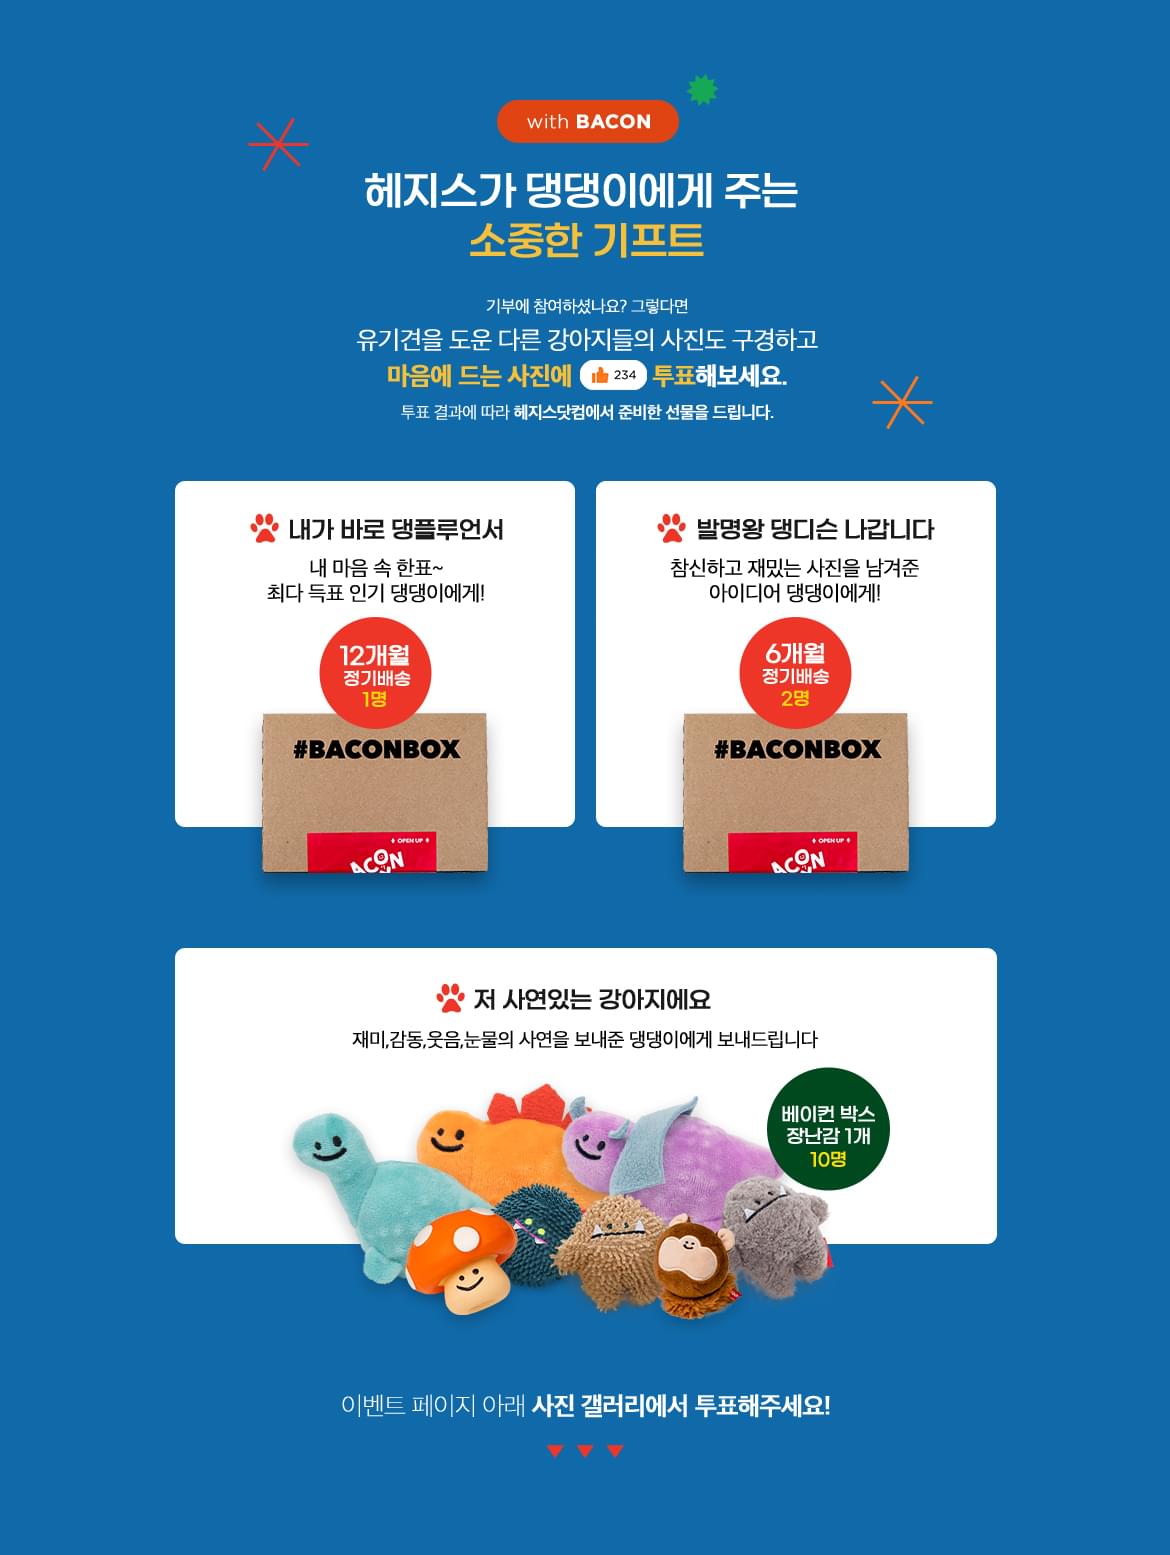 with BACON
헤지스가 댕댕이에게 주는
소중한 기프트
기부에 참여하셨나요? 그렇다면
유기견을 도운 다른 강아지들의 사진도 구경하고
마음에 드는 사진에 234 투표해보세요.
투표 결과에 따라 헤지스닷컴에서 준비한 선물을 드립니다.
내가 바로 댕플루언서
내 마음 속 한표~
최다 득표 인기 댕댕이에게!
12개월
정기배송
1명
#BACONBOX
OPEN UP
BACON
발명왕 댕디슨 나갑니다
참신하고 재밌는 사진을 남겨준
아이디어 댕댕이에게!
6개월
정기배송
2명
#BACONBOX
OPEN UP
BACON
저 사연있는 강아지에요
재미,감동,웃음,눈물의 사연을 보내준 댕댕이에게 보내드립니다
베이컨 박스
장난감 1개
10명
이벤트 페이지 아래 사진 갤러리에서 투표해주세요!